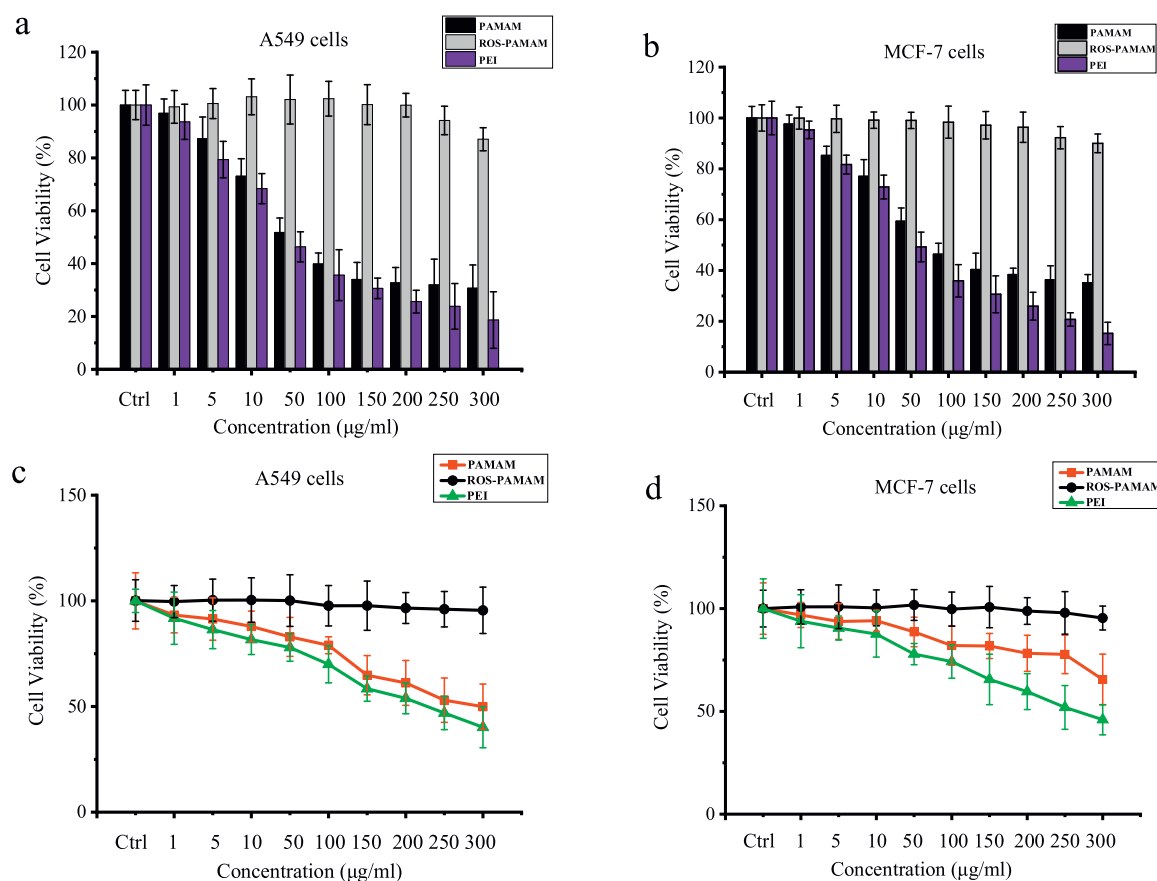 a
A549 cells
PAMAM
ROS-PAMAM
PEI
120
100
80
60
40
20
0
Cell Viability (%)
Ctrl 1 5 10 50 100 150 200 250 300
Concentration (μg/ml)
b
MCF-7 cells
PAMAM
ROS-PAMAM
PEI
120
100
80
60
40
20
0
Cell Viability (%)
Ctrl 1 5 10 50 100 150 200 250 300
Concentration (μg/ml)
c
A549 cells
PAMAM
ROS-PAMAM
PEI
150
100
50
0
Cell Viability (%)
Ctrl 1 5 10 50 100 150 200 250 300
Concentration (μg/ml)
d
MCF-7 cells
PAMAM
ROS-PAMAM
PEI
150
100
50
0
Cell Viability (%)
Ctrl 1 5 10 50 100 150 200 250 300
Concentration (μg/ml)